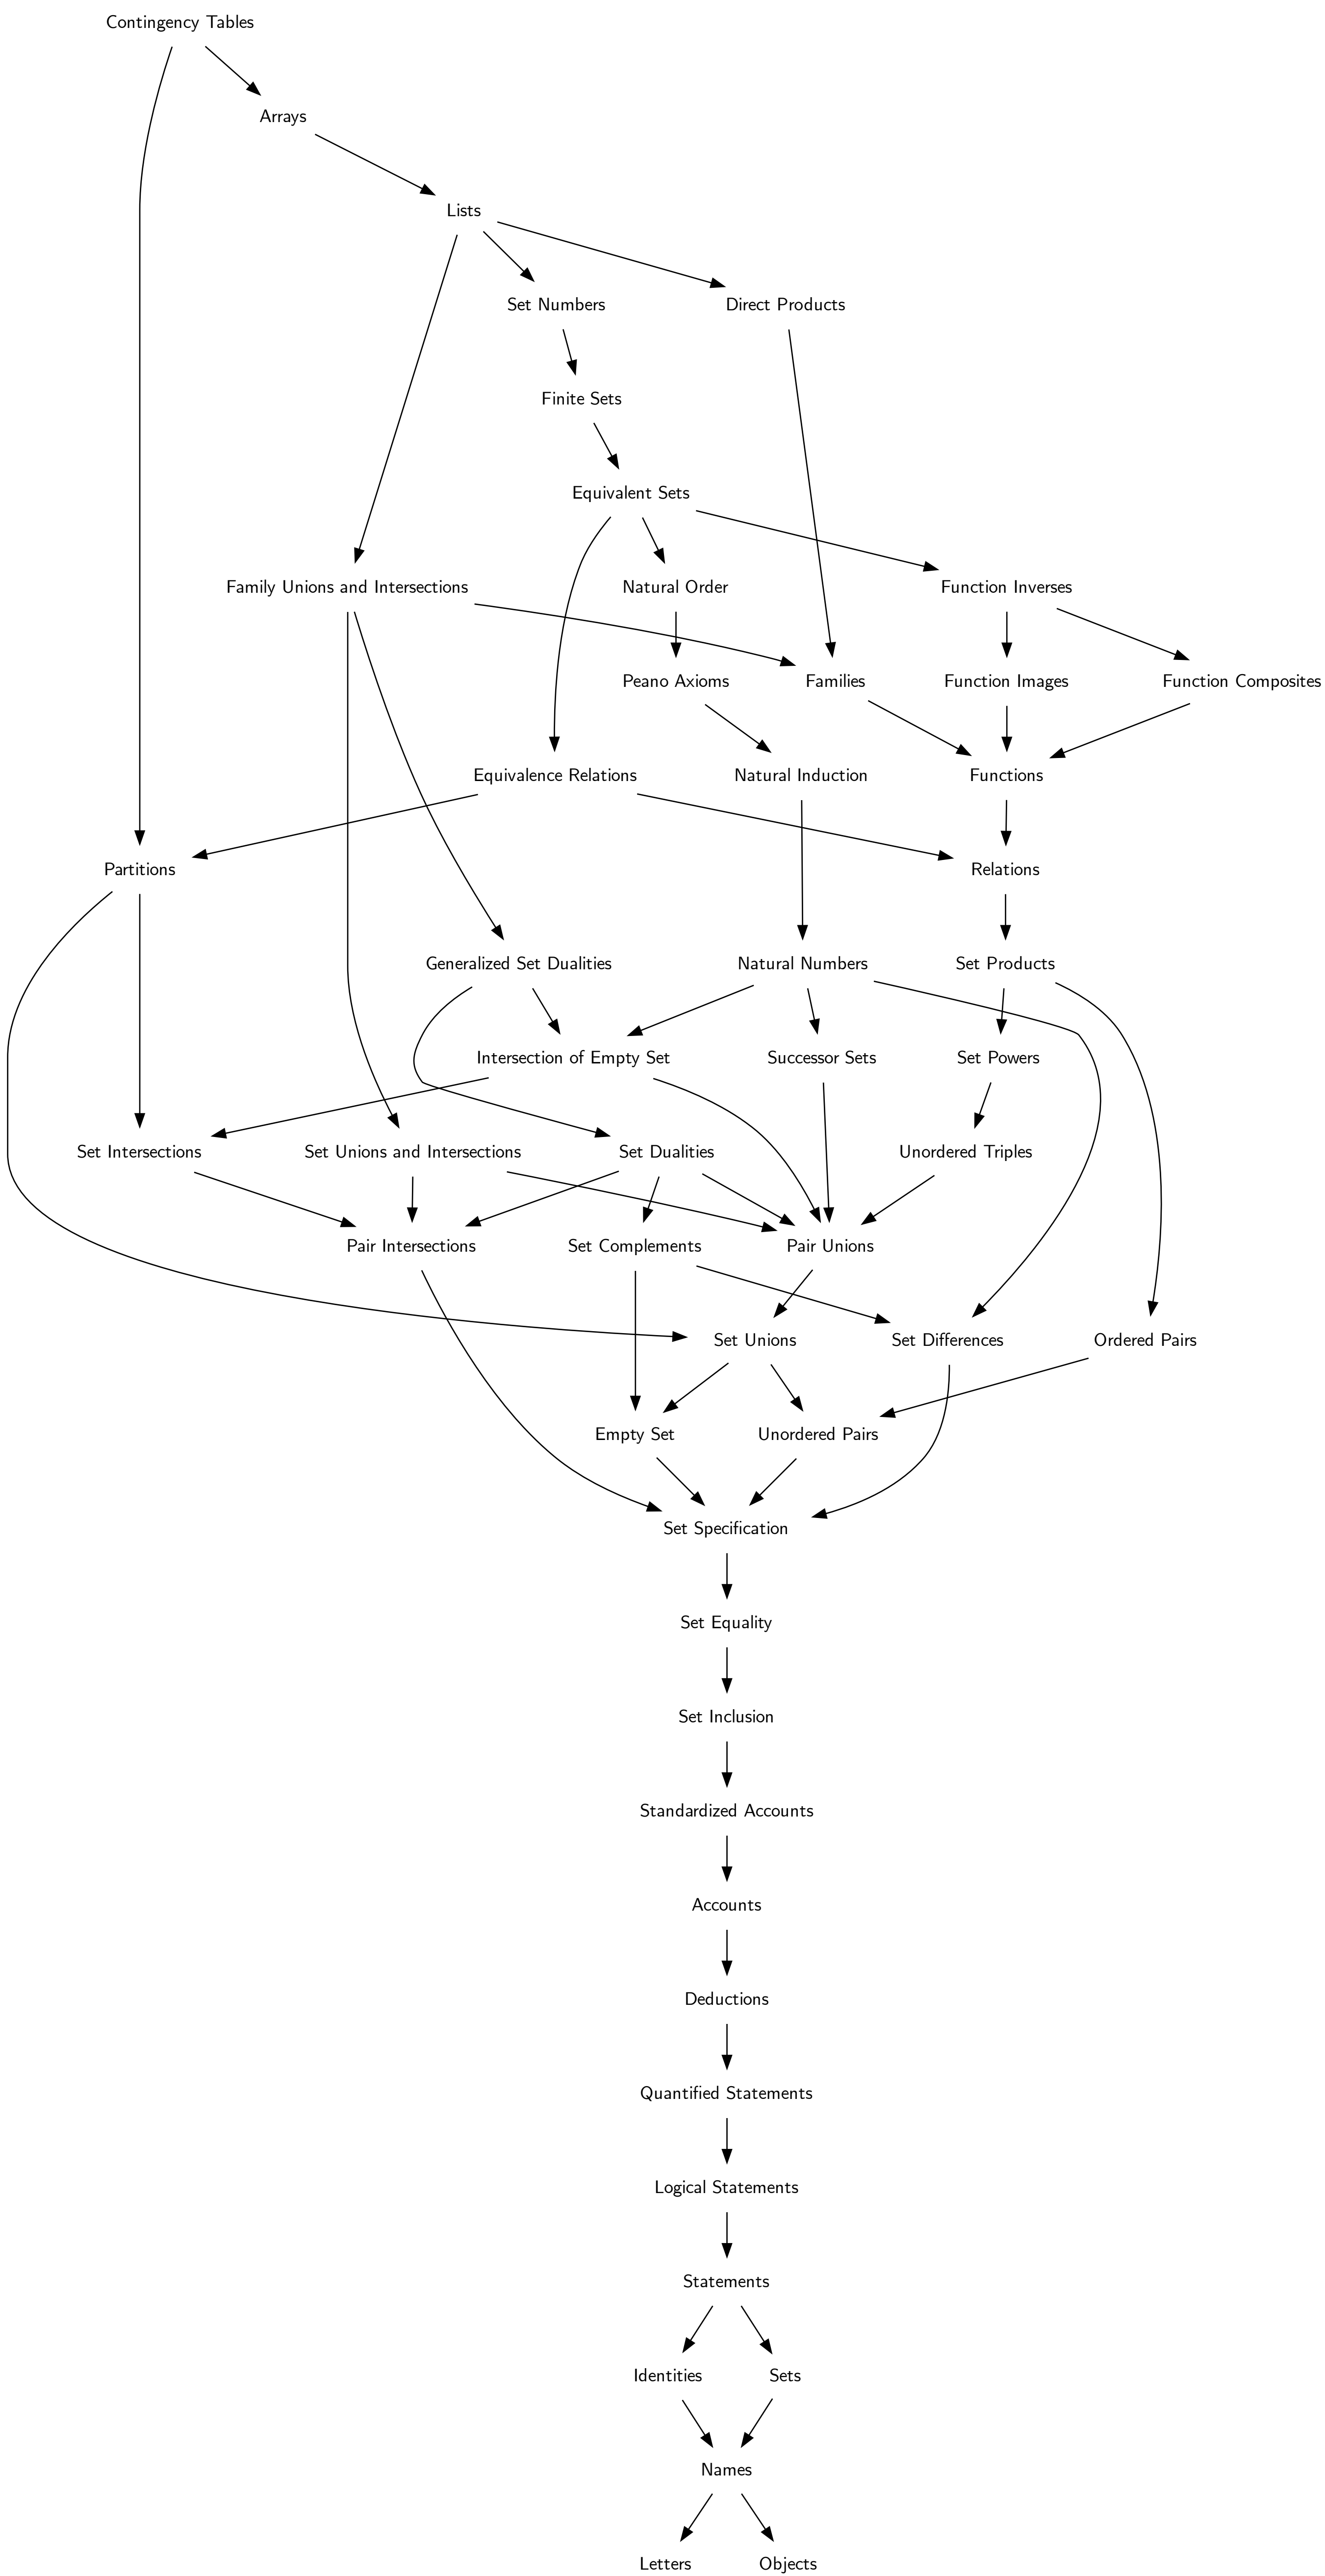 Contingency Tables
Arrays
Lists
Set Numbers
Direct Products
Finite Sets
Equivalent Sets
Family Unions and Intersections
Natural Order
Function Inverses
Peano Axioms
Families
Function Images
Function Composites
Equivalence Relations
Natural Induction
Functions
Partitions
Relations
Generalized Set Dualities
Natural Numbers
Set Products
Intersection of Empty Set
Successor Sets
Set Powers
Set Intersections
Set Unions and Intersections
Set Dualities
Unordered Triples
Pair Intersections
Set Complements
Pair Unions
Set Unions
Set Differences
Ordered Pairs
Empty Set
Unordered Pairs
Set Specification
Set Equality
Set Inclusion
Standardized Accounts
Accounts
Deductions
Quantified Statements
Logical Statements
Statements
Identities
Sets
Names
Letters
Objects